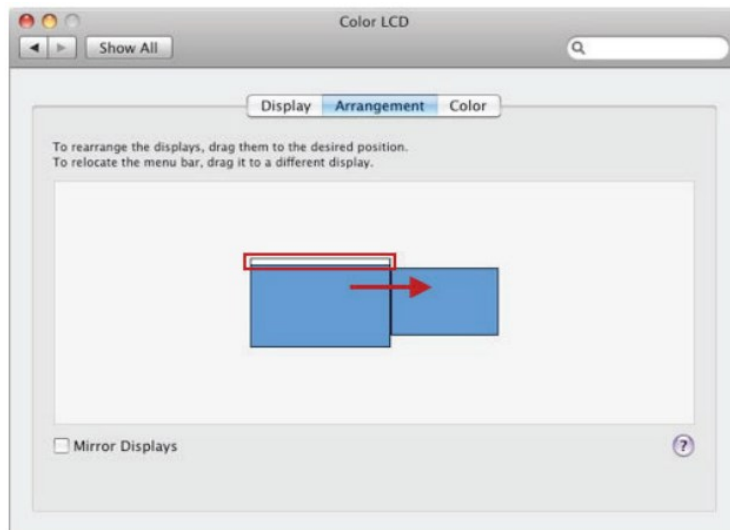 Color LCD
Show All
Display Arrangement Color
To rearrange the displays, drag them to the desired position.
To relocate the menu bar, drag it to a different display.
Mirror Displays
?